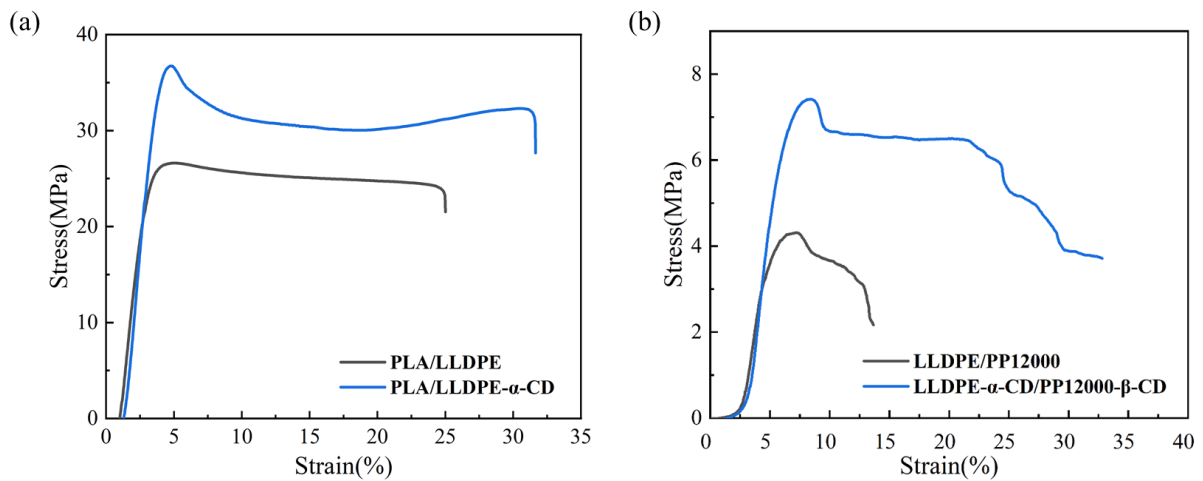 (a)
40
30
20
10
0
Stress(MPa)
PLA/LLDPE
PLA/LLDPE-α-CD
0 5 10 15 20 25 30 35
Strain(%)
(b)
8
6
4
2
0
Stress(MPa)
LLDPE/PP12000
LLDPE-α-CD/PP12000-β-CD
0 5 10 15 20 25 30 35 40
Strain(%)